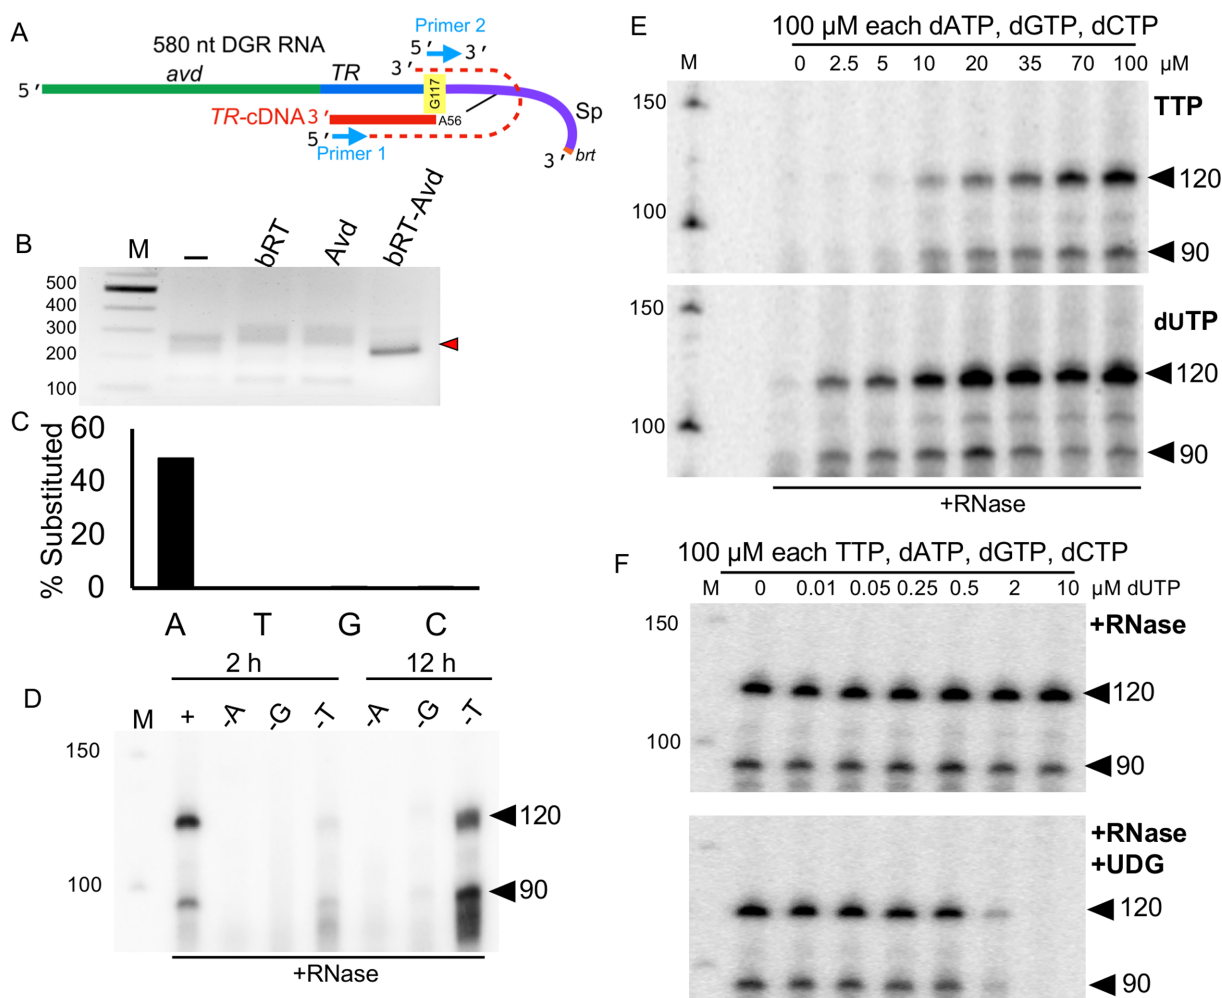 A
Primer 2
5' 3'
580 nt DGR RNA
avd
TR
3'
5'
G117
TR-cDNA 3'
A56
Sp
5'
Primer 1
3' brt
B
M – bRT Avd bRT-Avd
500
400
300
200
100
C
% Substituted
60
40
20
0
A T G C
D
2 h 12 h
M + -A -G -T -A -G -T
150
120
100
90
+RNase
E
100 µM each dATP, dGTP, dCTP
M 0 2.5 5 10 20 35 70 100 µM
150
TTP
120
100
90
150
dUTP
120
100
90
+RNase
F
100 µM each TTP, dATP, dGTP, dCTP
M 0 0.01 0.05 0.25 0.5 2 10 µM dUTP
150
+RNase
120
100
90
+RNase
+UDG
120
90